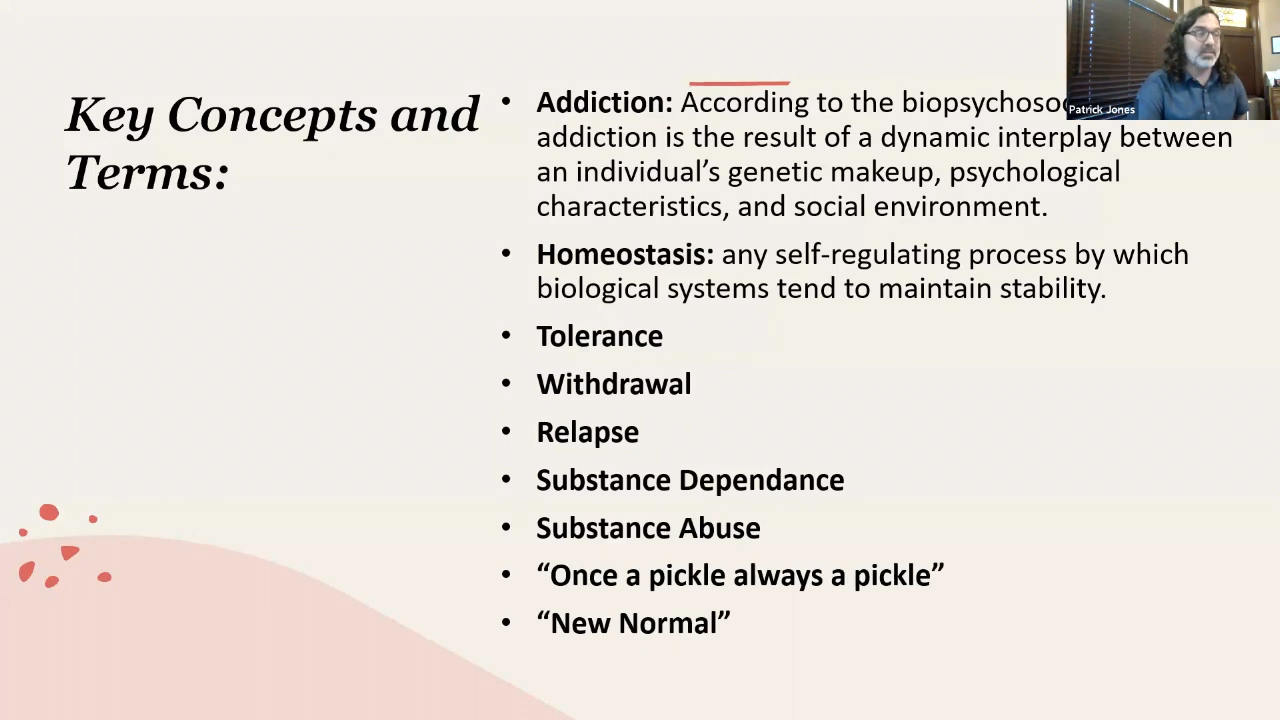 Key Concepts and
Terms:
• Addiction: According to the
addiction is the result of a dynamic interplay between
an individual’s genetic makeup, psychological
characteristics, and social environment.
• Homeostasis: any self-regulating process by which
biological systems tend to maintain stability.
• Tolerance
• Withdrawal
• Relapse
• Substance Dependance
• Substance Abuse
• “Once a pickle always a pickle”
• “New Normal”
Patrick Jones